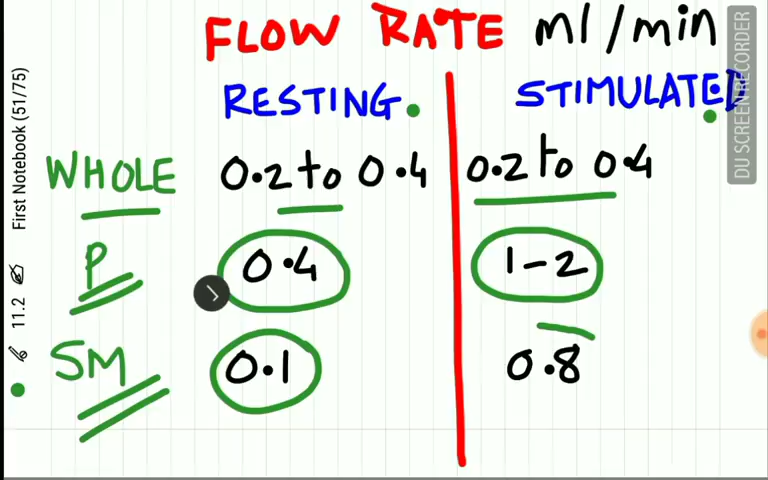 FLOW RATE ml/min
RESTING. STIMULATED
WHOLE 0.2 to 0.4 0.2 to 0.4
P 0.4 1-2
SM 0.1 0.8
First Notebook (51/75)
11.2
DU SCREEN RECORDER